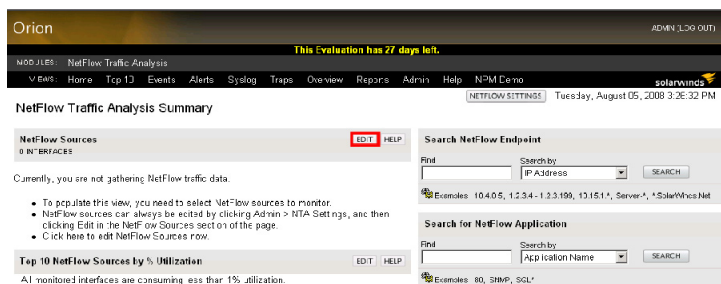 Orion
ADMIN (LOG OUT)
This Evaluation has 27 days left.
MODULES: NetFlow Traffic Analysis
VIEWS: Home Top 10 Events Alerts Syslog Traps Overview Reports Admin Help NPM Demo
solarwinds
NETFLOW SETTINGS Tuesday, August 05, 2008 3:26:32 PM
NetFlow Traffic Analysis Summary
NetFlow Sources
0 INTERFACES
EDIT HELP
Currently, you are not gathering NetFlow traffic data.
• To populate this view, you need to select NetFlow sources to monitor.
• NetFlow sources can always be edited by clicking Admin > NTA Settings, and then
clicking Edit in the NetFlow Sources section of the page.
• Click here to edit NetFlow Sources now.
Top 10 NetFlow Sources by % Utilization
EDIT HELP
All monitored interfaces are consuming less than 1% utilization.
Search NetFlow Endpoint
Find Search by
IP Address SEARCH
Examples 10.4.0.5, 1.2.3.4 - 1.2.3.199, 10.15.1.*, Server-*, *.SolarWinds.Net
Search for NetFlow Application
Find Search by
Application Name SEARCH
Examples 80, SNMP, SQL*